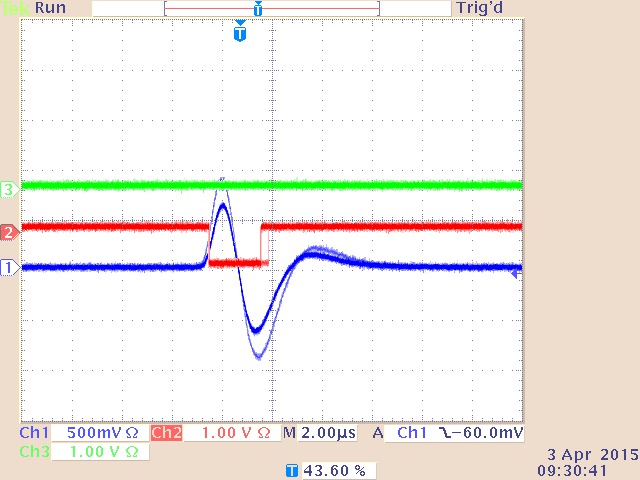 Tek Run Trig'd
T
T
3
2
1
Ch1 500mV Ω Ch2 1.00 V Ω M 2.00µs A Ch1 −60.0mV
Ch3 1.00 V Ω
T 43.60 %
3 Apr 2015
09:30:41